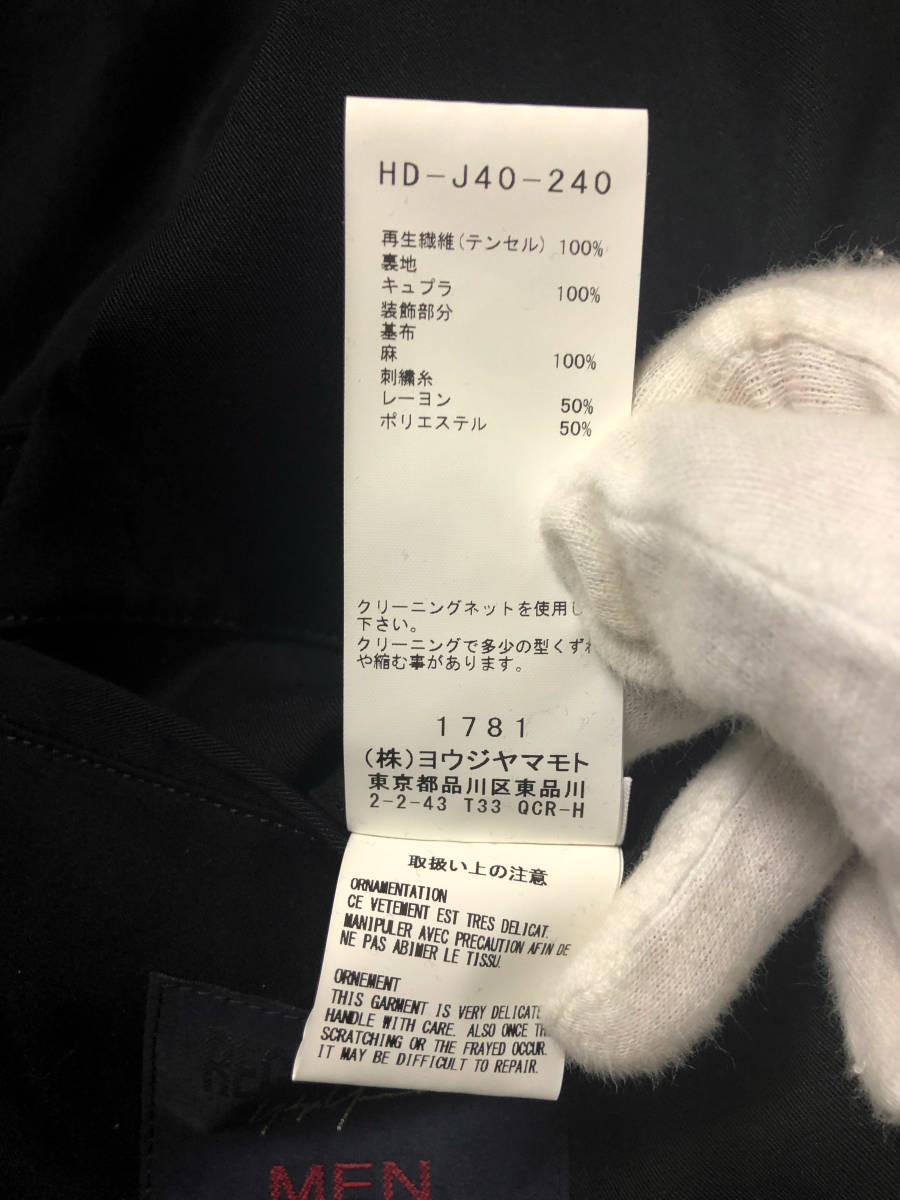 HD-J40-240
再生繊維(テンセル) 100%
裏地
キュプラ 100%
装飾部分
基布
麻 100%
刺繍糸
レーヨン 50%
ポリエステル 50%
クリーニングネットを使用し
下さい。
クリーニングで多少の型くずれ
や縮む事があります。
1781
(株)ヨウジヤマモト
東京都品川区東品川
2-2-43 T33 QCR-H
取扱い上の注意
ORNAMENTATION
CE VETEMENT EST TRES DELICAT.
MANIPULER AVEC PRECAUTION AFIN DE
NE PAS ABIMER LE TISSU.
ORNEMENT
THIS GARMENT IS VERY DELICATE
HANDLE WITH CARE. ALSO ONCE
SCRATCHING OR THE FRAYED OCCUR.
IT MAY BE DIFFICULT TO REPAIR.
MEN